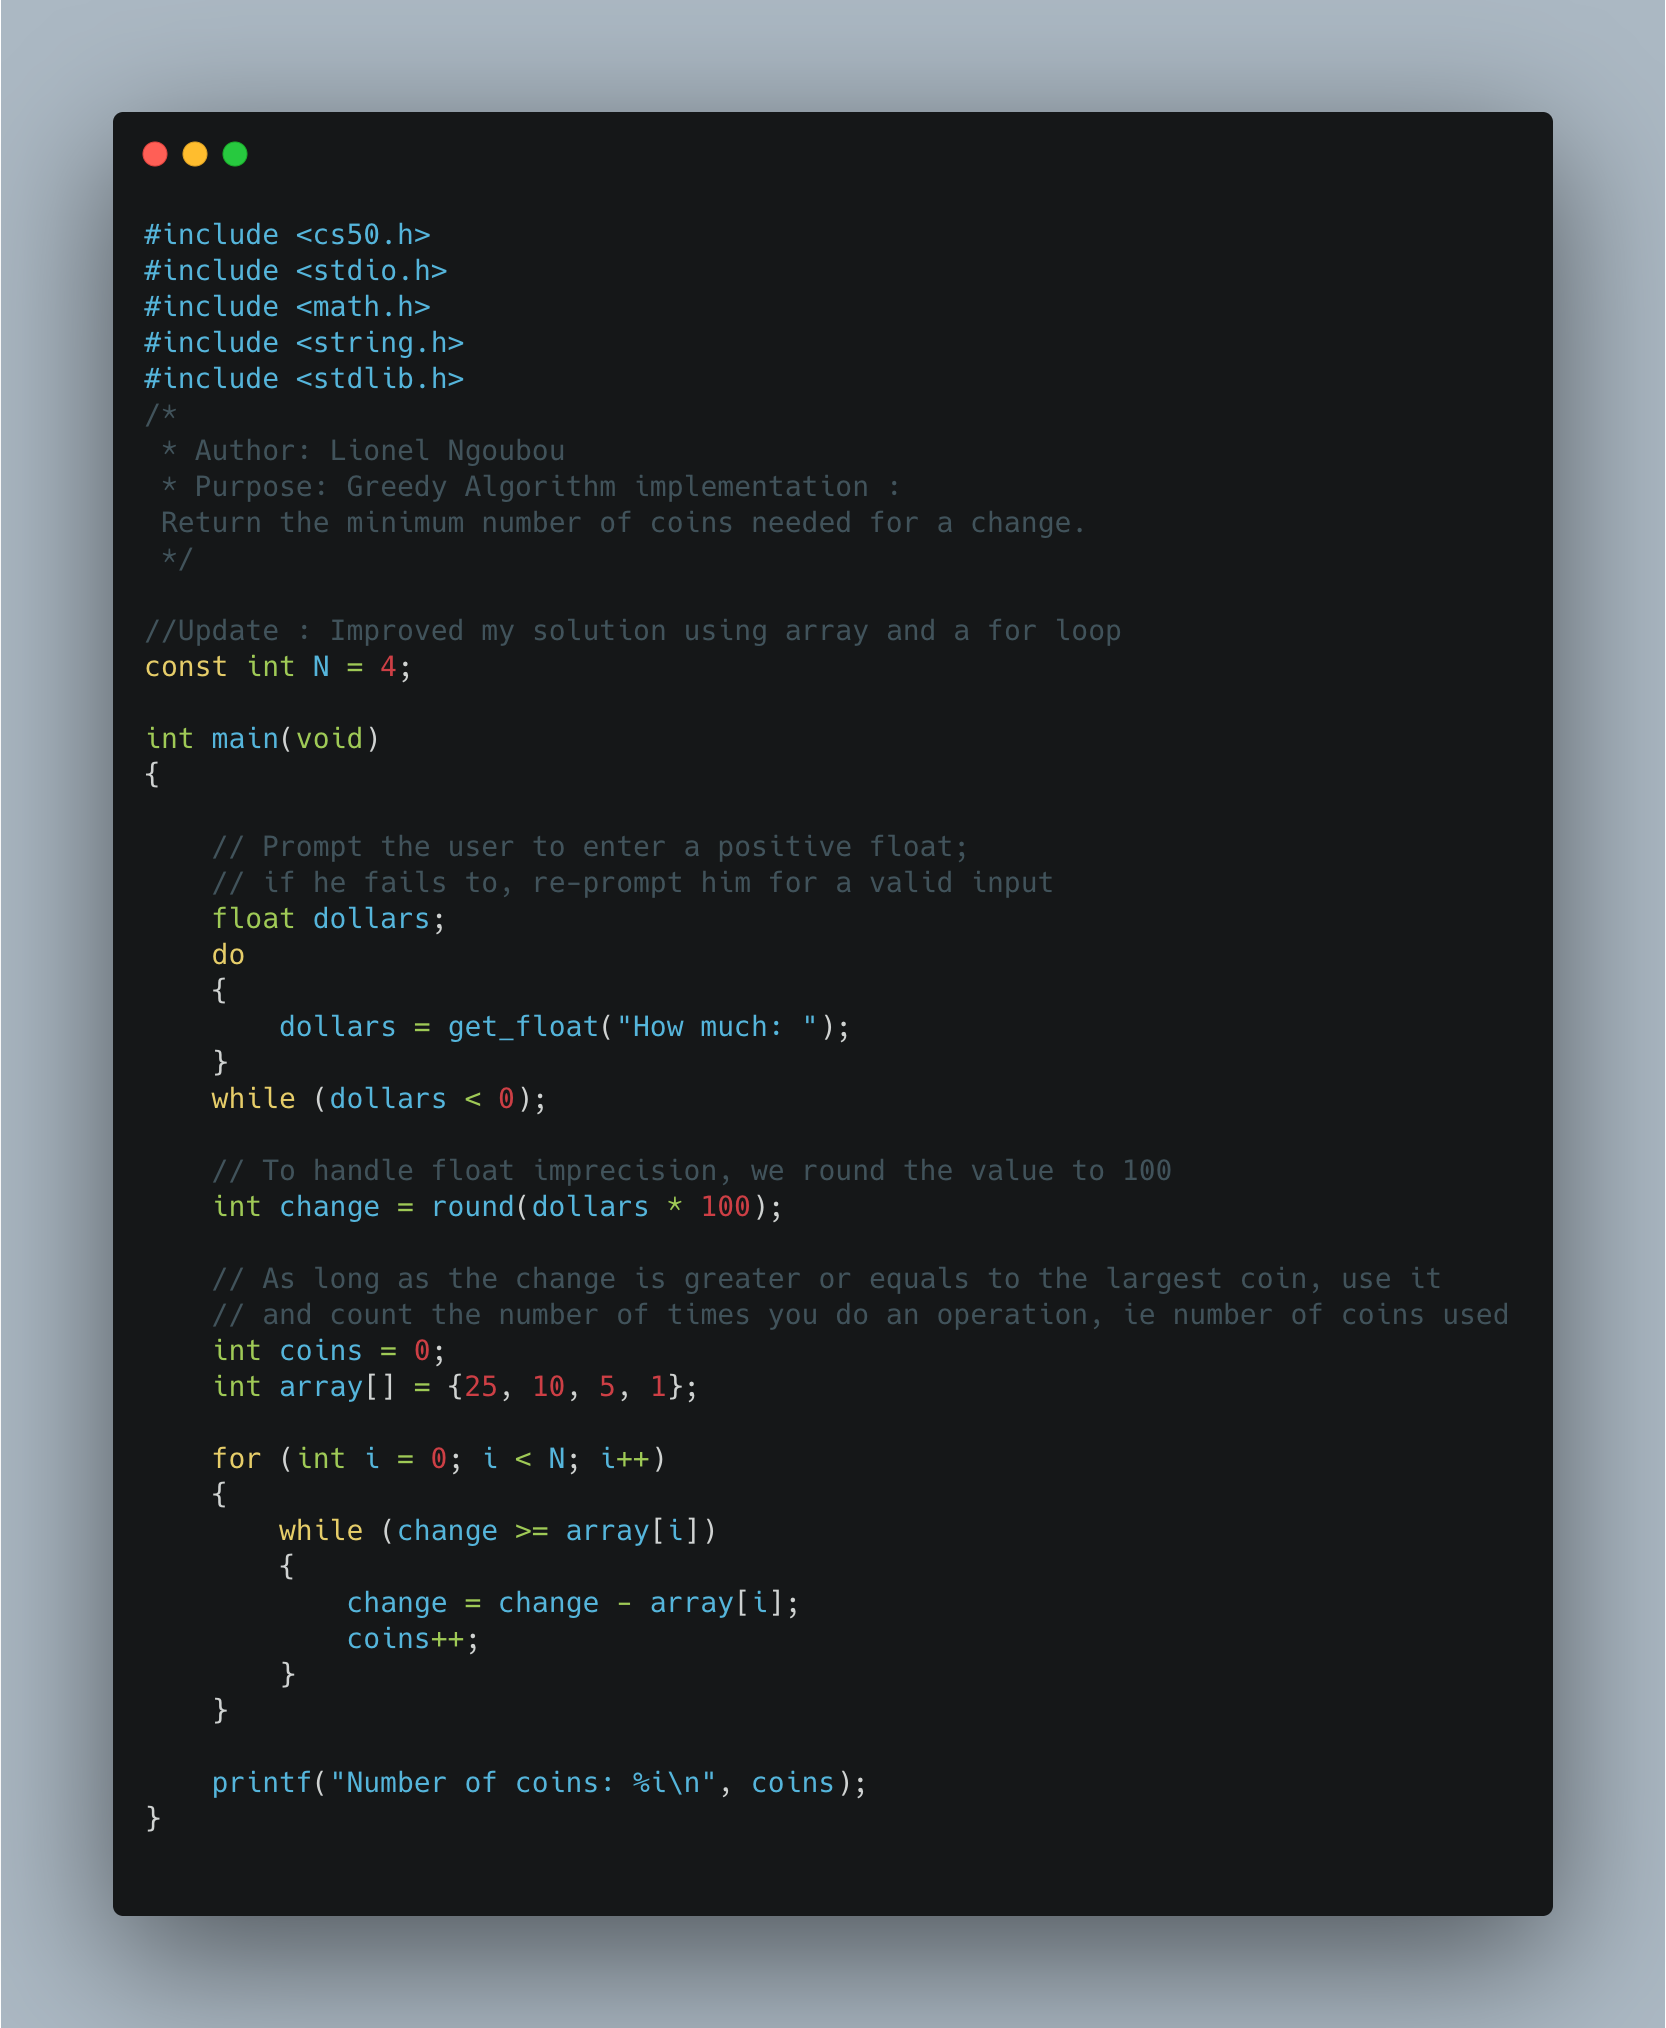 #include <cs50.h>
#include <stdio.h>
#include <math.h>
#include <string.h>
#include <stdlib.h>
/*
 * Author: Lionel Ngoubou
 * Purpose: Greedy Algorithm implementation :
 Return the minimum number of coins needed for a change.
 */

//Update : Improved my solution using array and a for loop
const int N = 4;

int main(void)
{

    // Prompt the user to enter a positive float;
    // if he fails to, re-prompt him for a valid input
    float dollars;
    do
    {
        dollars = get_float("How much: ");
    }
    while (dollars < 0);

    // To handle float imprecision, we round the value to 100
    int change = round(dollars * 100);

    // As long as the change is greater or equals to the largest coin, use it
    // and count the number of times you do an operation, ie number of coins used
    int coins = 0;
    int array[] = {25, 10, 5, 1};

    for (int i = 0; i < N; i++)
    {
        while (change >= array[i])
        {
            change = change - array[i];
            coins++;
        }
    }

    printf("Number of coins: %i\n", coins);
}